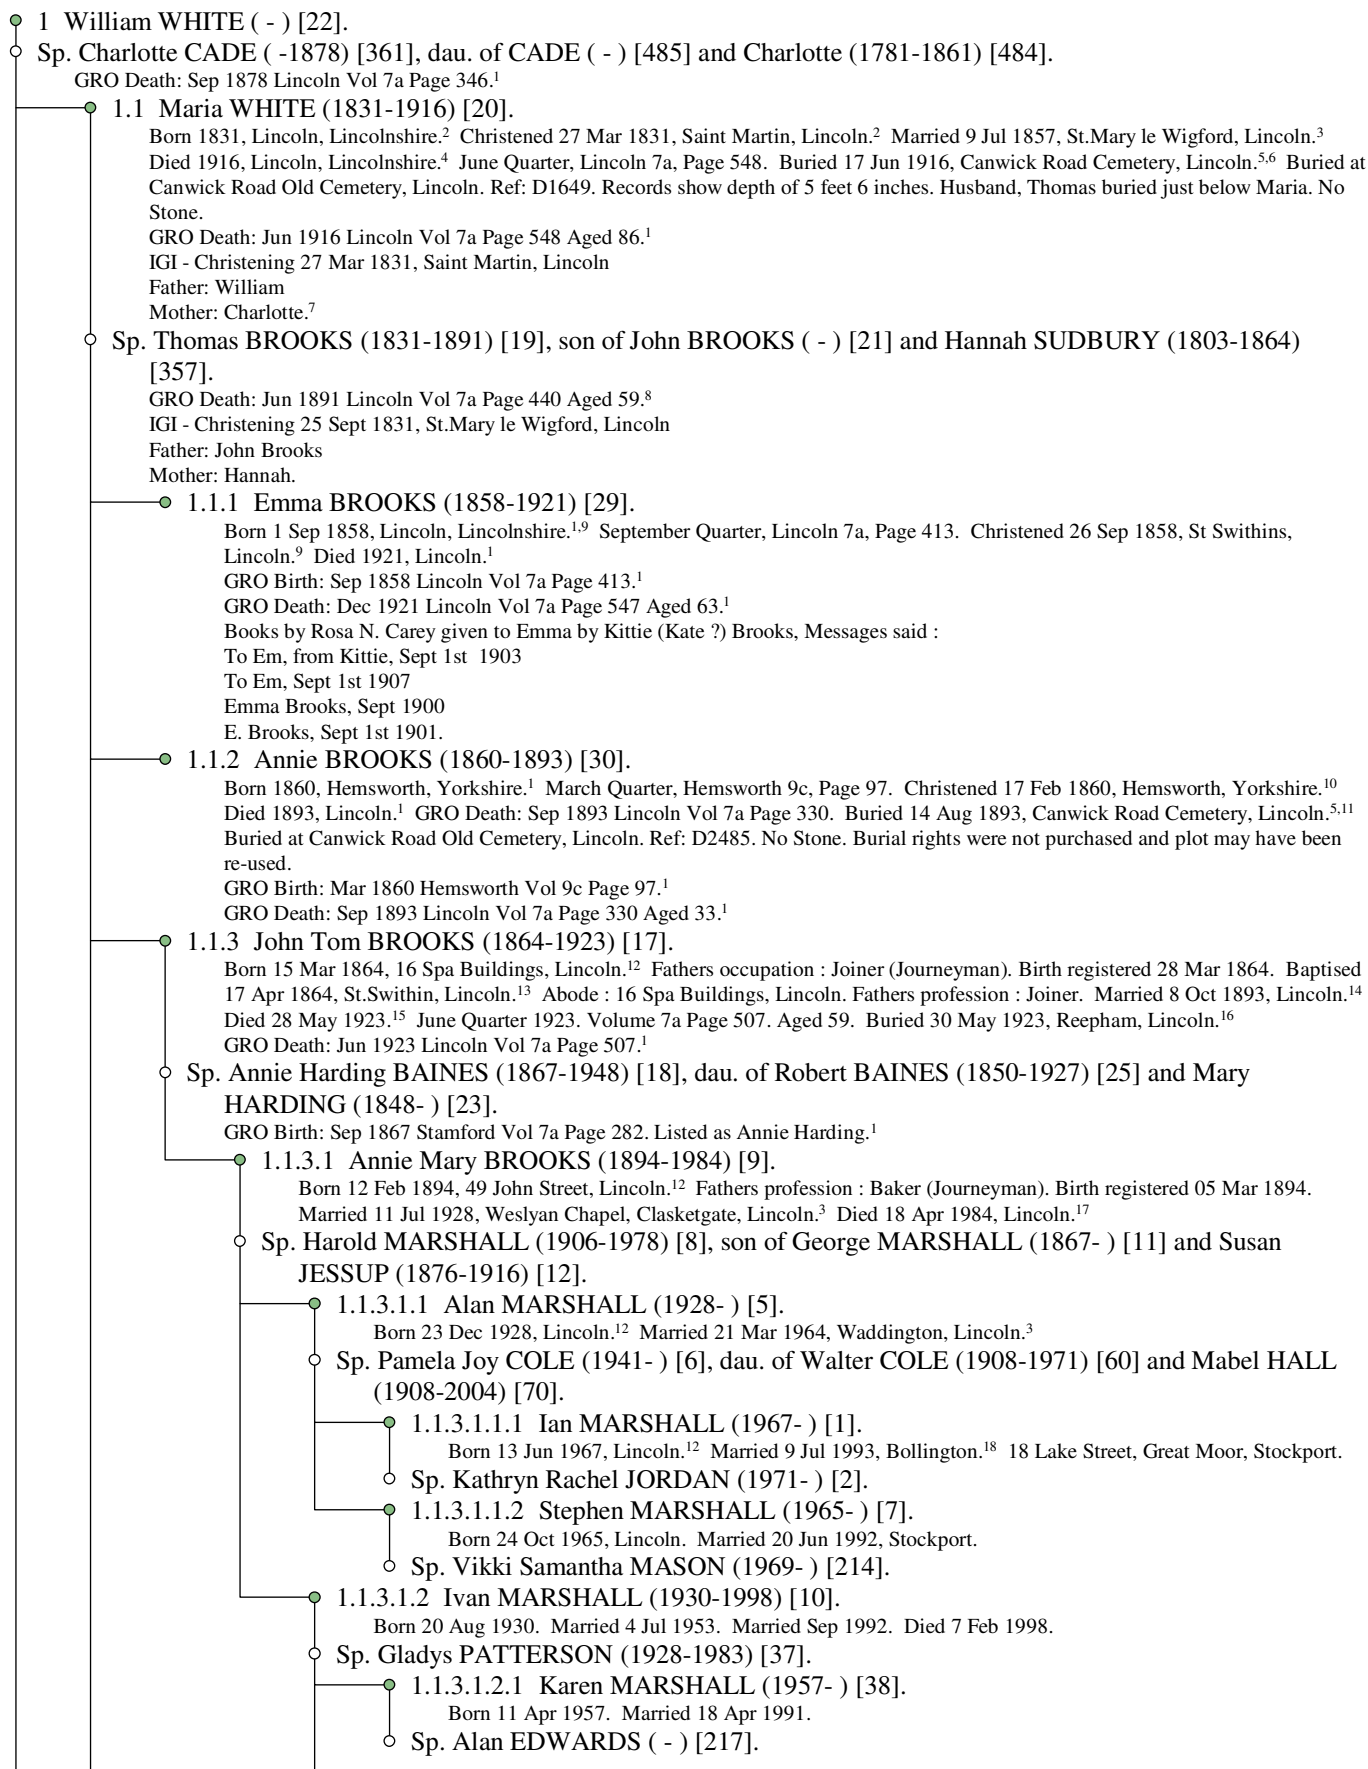 1 William WHITE ( - ) [22].
Sp. Charlotte CADE ( -1878) [361], dau. of CADE ( - ) [485] and Charlotte (1781-1861) [484].
GRO Death: Sep 1878 Lincoln Vol 7a Page 346.1
1.1 Maria WHITE (1831-1916) [20].
Born 1831, Lincoln, Lincolnshire.2 Christened 27 Mar 1831, Saint Martin, Lincoln.2 Married 9 Jul 1857, St.Mary le Wigford, Lincoln.3
Died 1916, Lincoln, Lincolnshire.4 June Quarter, Lincoln 7a, Page 548. Buried 17 Jun 1916, Canwick Road Cemetery, Lincoln.5,6 Buried at
Canwick Road Old Cemetery, Lincoln. Ref: D1649. Records show depth of 5 feet 6 inches. Husband, Thomas buried just below Maria. No
Stone.
GRO Death: Jun 1916 Lincoln Vol 7a Page 548 Aged 86.1
IGI - Christening 27 Mar 1831, Saint Martin, Lincoln
Father: William
Mother: Charlotte.7
Sp. Thomas BROOKS (1831-1891) [19], son of John BROOKS ( - ) [21] and Hannah SUDBURY (1803-1864)
[357].
GRO Death: Jun 1891 Lincoln Vol 7a Page 440 Aged 59.8
IGI - Christening 25 Sept 1831, St.Mary le Wigford, Lincoln
Father: John Brooks
Mother: Hannah.
1.1.1 Emma BROOKS (1858-1921) [29].
Born 1 Sep 1858, Lincoln, Lincolnshire.1,9 September Quarter, Lincoln 7a, Page 413. Christened 26 Sep 1858, St Swithins,
Lincoln.9 Died 1921, Lincoln.1
GRO Birth: Sep 1858 Lincoln Vol 7a Page 413.1
GRO Death: Dec 1921 Lincoln Vol 7a Page 547 Aged 63.1
Books by Rosa N. Carey given to Emma by Kittie (Kate ?) Brooks, Messages said :
To Em, from Kittie, Sept 1st 1903
To Em, Sept 1st 1907
Emma Brooks, Sept 1900
E. Brooks, Sept 1st 1901.
1.1.2 Annie BROOKS (1860-1893) [30].
Born 1860, Hemsworth, Yorkshire.1 March Quarter, Hemsworth 9c, Page 97. Christened 17 Feb 1860, Hemsworth, Yorkshire.10
Died 1893, Lincoln.1 GRO Death: Sep 1893 Lincoln Vol 7a Page 330. Buried 14 Aug 1893, Canwick Road Cemetery, Lincoln.5,11
Buried at Canwick Road Old Cemetery, Lincoln. Ref: D2485. No Stone. Burial rights were not purchased and plot may have been
re-used.
GRO Birth: Mar 1860 Hemsworth Vol 9c Page 97.1
GRO Death: Sep 1893 Lincoln Vol 7a Page 330 Aged 33.1
1.1.3 John Tom BROOKS (1864-1923) [17].
Born 15 Mar 1864, 16 Spa Buildings, Lincoln.12 Fathers occupation : Joiner (Journeyman). Birth registered 28 Mar 1864. Baptised
17 Apr 1864, St.Swithin, Lincoln.13 Abode : 16 Spa Buildings, Lincoln. Fathers profession : Joiner. Married 8 Oct 1893, Lincoln.14
Died 28 May 1923.15 June Quarter 1923. Volume 7a Page 507. Aged 59. Buried 30 May 1923, Reepham, Lincoln.16
GRO Death: Jun 1923 Lincoln Vol 7a Page 507.1
Sp. Annie Harding BAINES (1867-1948) [18], dau. of Robert BAINES (1850-1927) [25] and Mary
HARDING (1848- ) [23].
GRO Birth: Sep 1867 Stamford Vol 7a Page 282. Listed as Annie Harding.1
1.1.3.1 Annie Mary BROOKS (1894-1984) [9].
Born 12 Feb 1894, 49 John Street, Lincoln.12 Fathers profession : Baker (Journeyman). Birth registered 05 Mar 1894.
Married 11 Jul 1928, Weslyan Chapel, Clasketgate, Lincoln.3 Died 18 Apr 1984, Lincoln.17
Sp. Harold MARSHALL (1906-1978) [8], son of George MARSHALL (1867- ) [11] and Susan
JESSUP (1876-1916) [12].
1.1.3.1.1 Alan MARSHALL (1928- ) [5].
Born 23 Dec 1928, Lincoln.12 Married 21 Mar 1964, Waddington, Lincoln.3
Sp. Pamela Joy COLE (1941- ) [6], dau. of Walter COLE (1908-1971) [60] and Mabel HALL
(1908-2004) [70].
1.1.3.1.1.1 Ian MARSHALL (1967- ) [1].
Born 13 Jun 1967, Lincoln.12 Married 9 Jul 1993, Bollington.18 18 Lake Street, Great Moor, Stockport.
Sp. Kathryn Rachel JORDAN (1971- ) [2].
1.1.3.1.1.2 Stephen MARSHALL (1965- ) [7].
Born 24 Oct 1965, Lincoln. Married 20 Jun 1992, Stockport.
Sp. Vikki Samantha MASON (1969- ) [214].
1.1.3.1.2 Ivan MARSHALL (1930-1998) [10].
Born 20 Aug 1930. Married 4 Jul 1953. Married Sep 1992. Died 7 Feb 1998.
Sp. Gladys PATTERSON (1928-1983) [37].
1.1.3.1.2.1 Karen MARSHALL (1957- ) [38].
Born 11 Apr 1957. Married 18 Apr 1991.
Sp. Alan EDWARDS ( - ) [217].